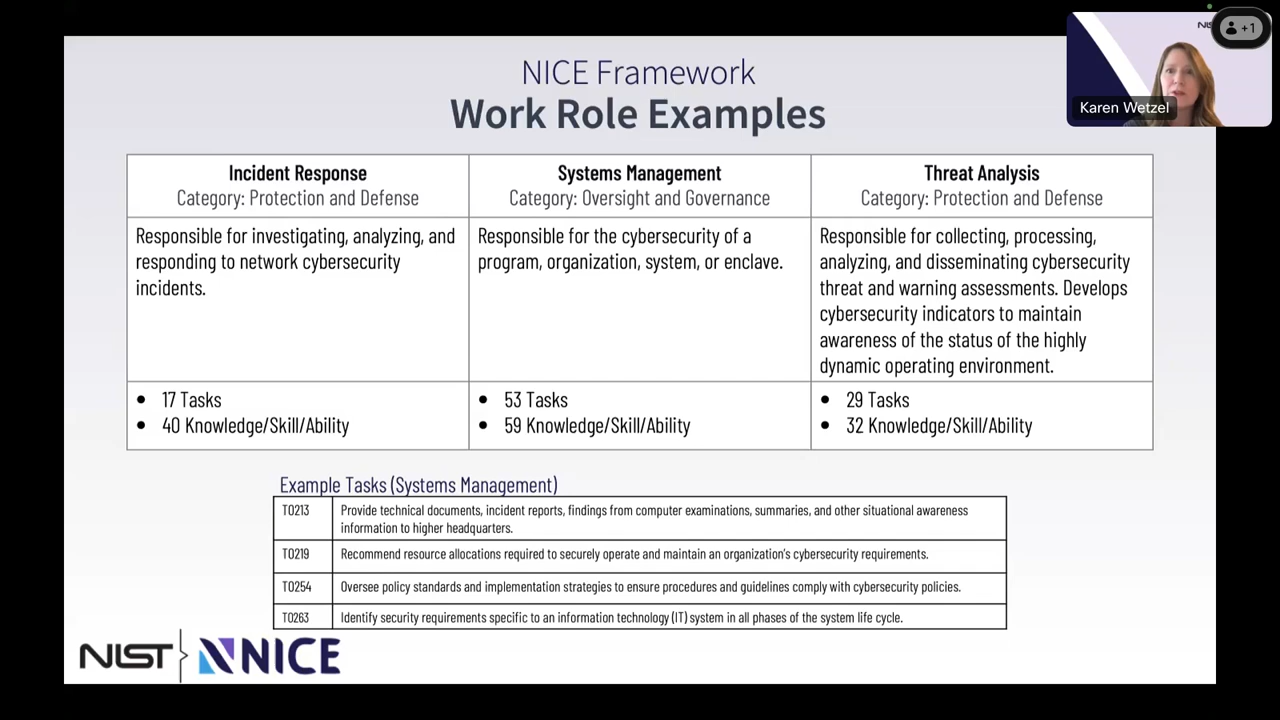 NICE Framework
Work Role Examples
+1
Karen Wetzel
Incident Response
Category: Protection and Defense
Systems Management
Category: Oversight and Governance
Threat Analysis
Category: Protection and Defense
Responsible for investigating, analyzing, and
responding to network cybersecurity
incidents.
Responsible for the cybersecurity of a
program, organization, system, or enclave.
Responsible for collecting, processing,
analyzing, and disseminating cybersecurity
threat and warning assessments. Develops
cybersecurity indicators to maintain
awareness of the status of the highly
dynamic operating environment.
• 17 Tasks
• 40 Knowledge/Skill/Ability
• 53 Tasks
• 59 Knowledge/Skill/Ability
• 29 Tasks
• 32 Knowledge/Skill/Ability
Example Tasks (Systems Management)
T0213
Provide technical documents, incident reports, findings from computer examinations, summaries, and other situational awareness
information to higher headquarters.
T0219
Recommend resource allocations required to securely operate and maintain an organization's cybersecurity requirements.
T0254
Oversee policy standards and implementation strategies to ensure procedures and guidelines comply with cybersecurity policies.
T0263
Identify security requirements specific to an information technology (IT) system in all phases of the system life cycle.
NIST NICE